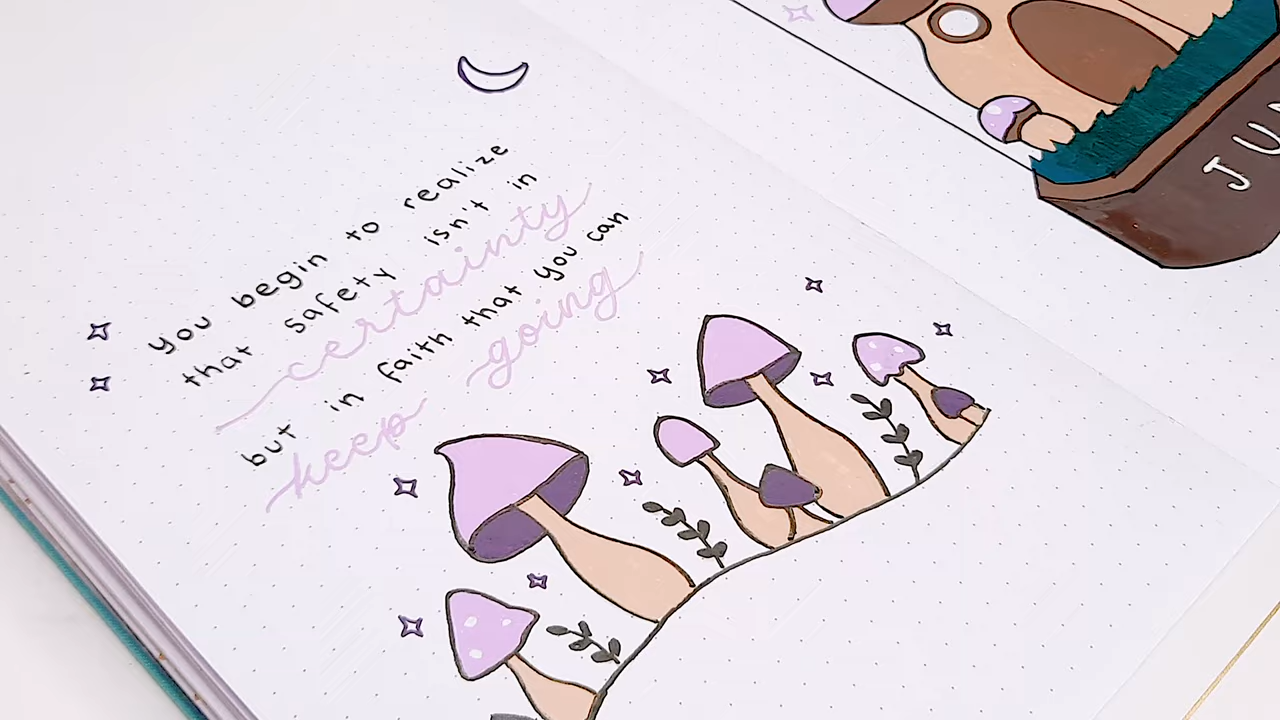 you begin to realize
that safety isn't in
certainty
but in faith that you can
keep going
JU